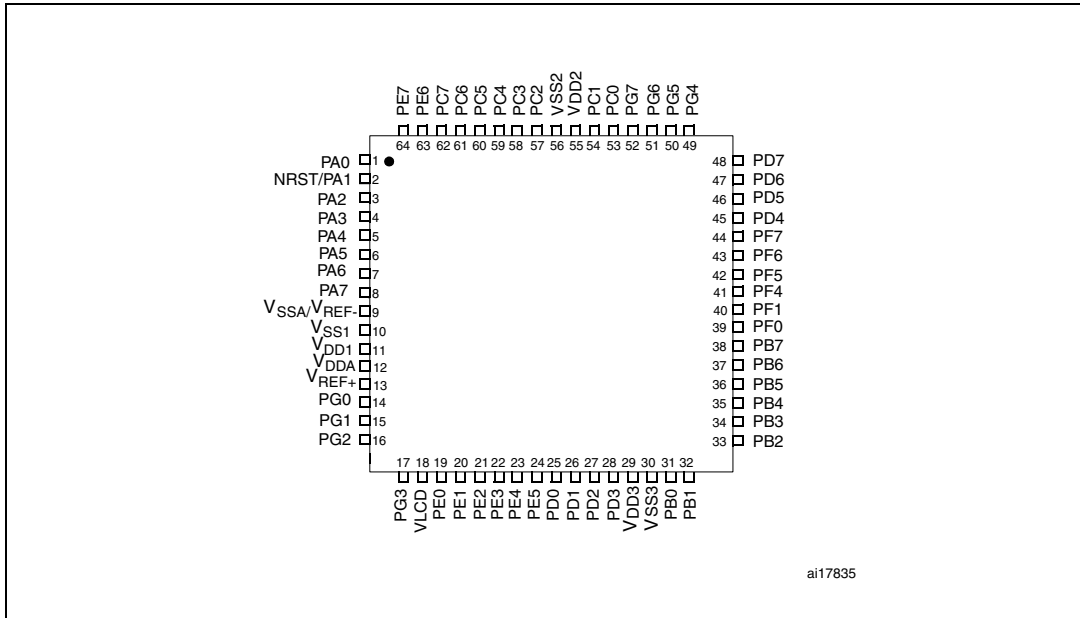 PE7 PE6 PC7 PC6 PC5 PC4 PC3 PC2 VSS2 VDD2 PC1 PC0 PG7 PG6 PG5 PG4
64 63 62 61 60 59 58 57 56 55 54 53 52 51 50 49
PA0 1 48 PD7
NRST/PA1 2 47 PD6
PA2 3 46 PD5
PA3 4 45 PD4
PA4 5 44 PF7
PA5 6 43 PF6
PA6 7 42 PF5
PA7 8 41 PF4
VSSA/VREF- 9 40 PF1
VSS1 10 39 PF0
VDD1 11 38 PB7
VDDA 12 37 PB6
VREF+ 13 36 PB5
PG0 14 35 PB4
PG1 15 34 PB3
PG2 16 33 PB2
17 18 19 20 21 22 23 24 25 26 27 28 29 30 31 32
PG3 VLCD PE0 PE1 PE2 PE3 PE4 PE5 PD0 PD1 PD2 PD3 VDD3 VSS3 PB0 PB1
ai17835